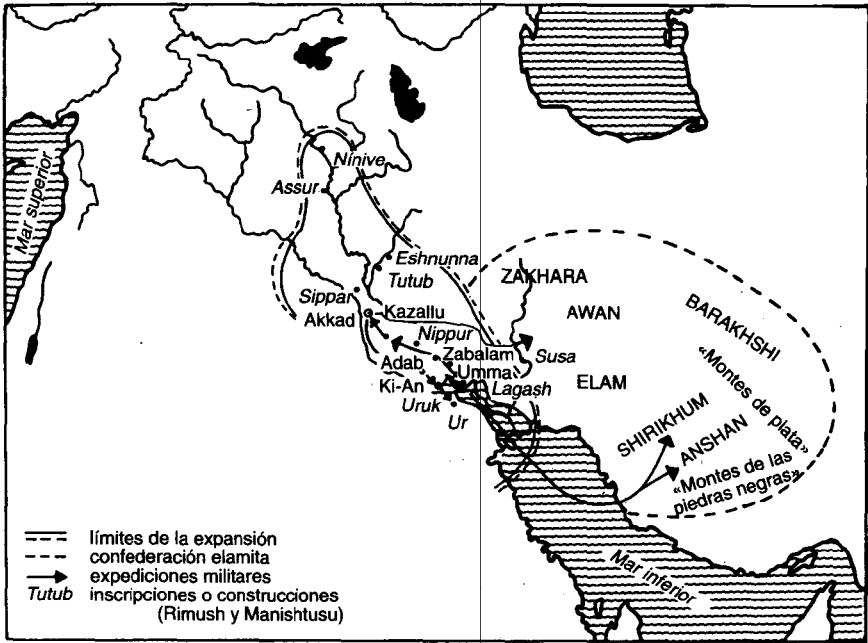 Mar superior
Nínive
Assur
Eshnunna
Tutub
Sippar
Kazallu
Akkad
Nippur
Zabalam
Adab
Umma
Ki-An
Lagash
Uruk
Ur
Susa
ZAKHARA
AWAN
BARAKHSHI
ELAM
«Montes de plata»
SHIRIKHUM
ANSHAN
«Montes de las
piedras negras»
Mar inferior
límites de la expansión
confederación elamita
expediciones militares
Tutub inscripciones o construcciones
(Rimush y Manishtusu)